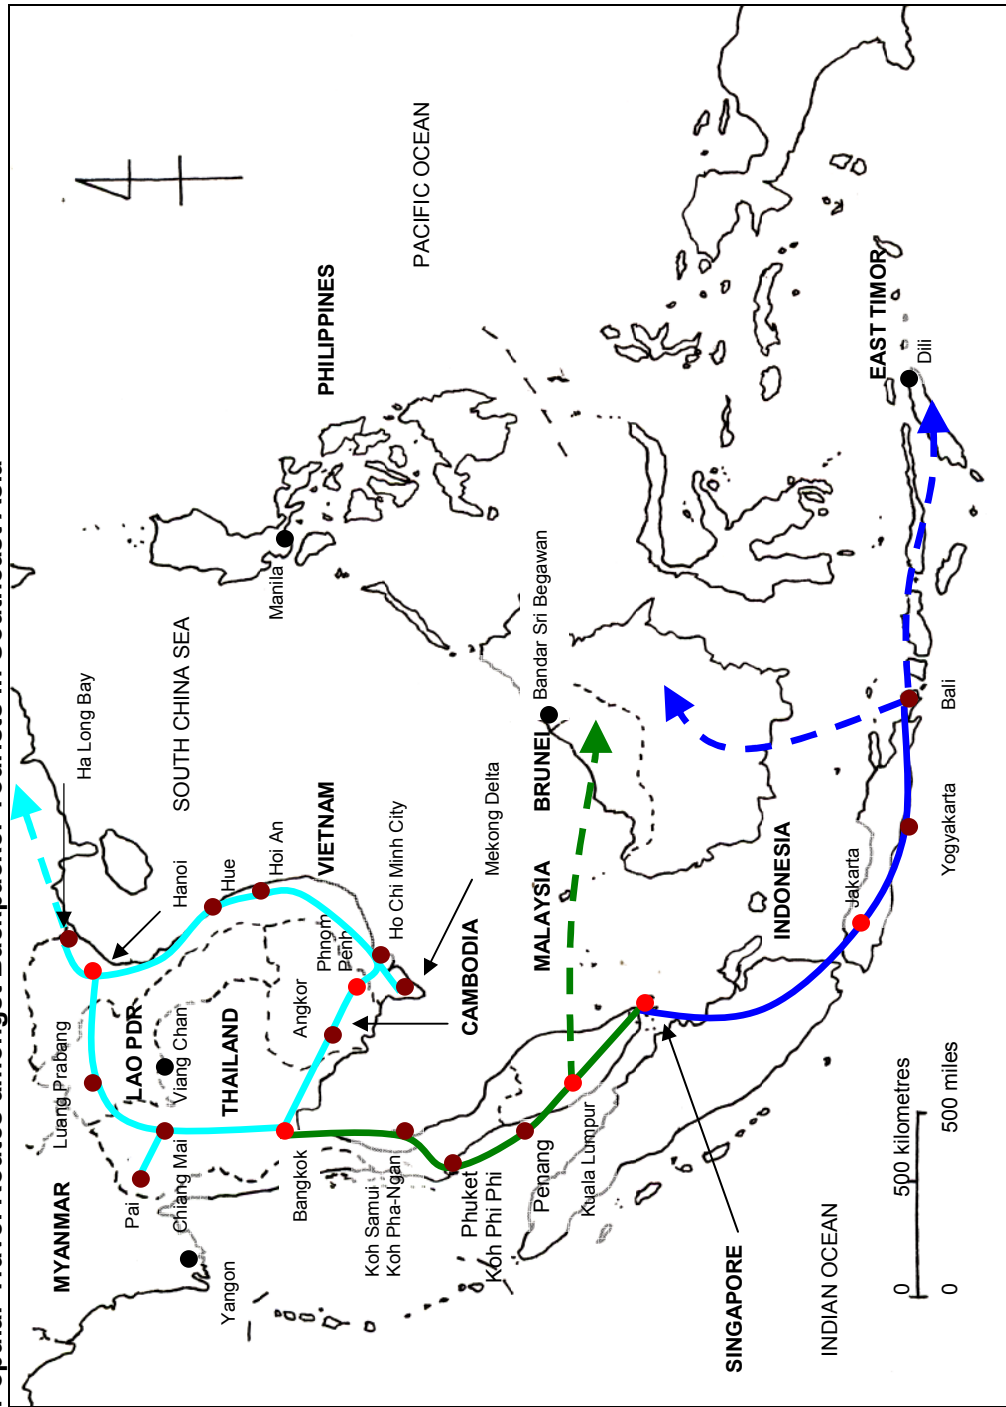 MYANMAR
Pai
Chiang Mai
Yangon
Luang Prabang
LAO PDR
Viang Chan
THAILAND
Bangkok
Ha Long Bay
SOUTH CHINA SEA
Hanoi
Hue
Hoi An
VIETNAM
Phnom
Penh
Angkor
Ho Chi Minh City
Mekong Delta
CAMBODIA
Koh Samui
Koh Pha-Ngan
Phuket
Koh Phi Phi
Penang
Kuala Lumpur
MALAYSIA
BRUNEI
Bandar Sri Begawan
Manila
PHILIPPINES
PACIFIC OCEAN
SINGAPORE
INDONESIA
Jakarta
Yogyakarta
Bali
EAST TIMOR
Dili
INDIAN OCEAN
0
500 kilometres
0
500 miles